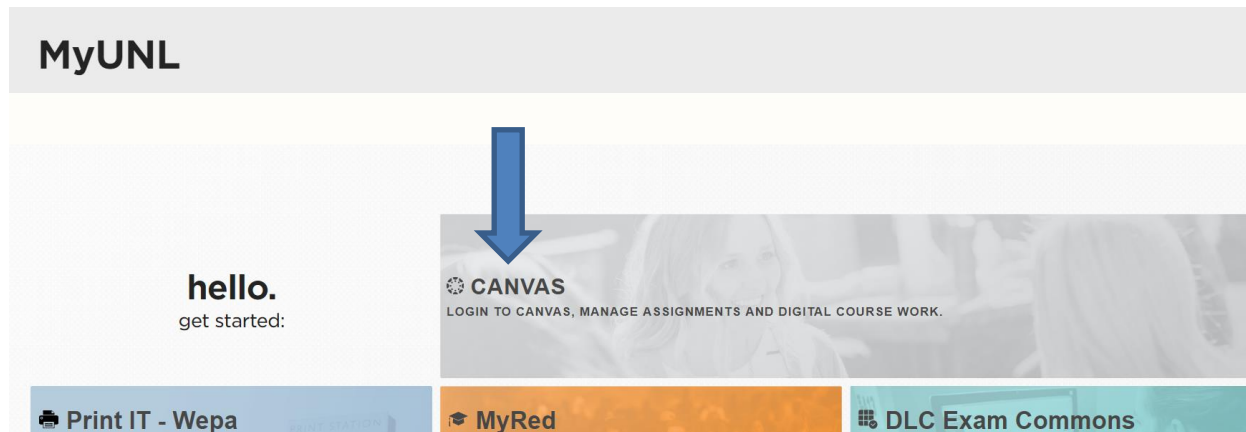 MyUNL
hello.
get started:
CANVAS
LOGIN TO CANVAS, MANAGE ASSIGNMENTS AND DIGITAL COURSE WORK.
Print IT - Wepa
MyRed
DLC Exam Commons